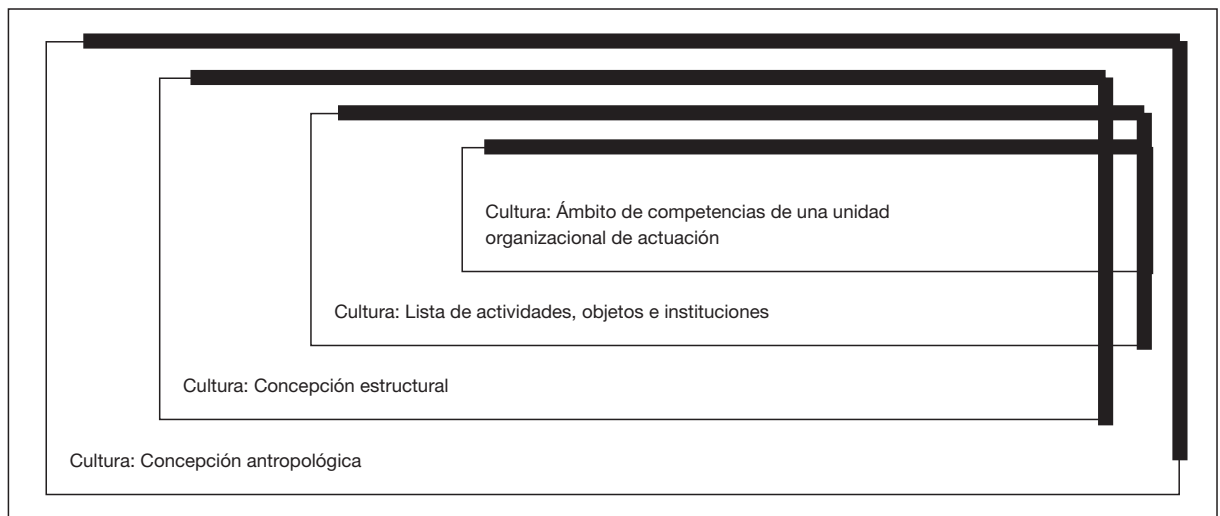 Cultura: Ámbito de competencias de una unidad
organizacional de actuación
Cultura: Lista de actividades, objetos e instituciones
Cultura: Concepción estructural
Cultura: Concepción antropológica